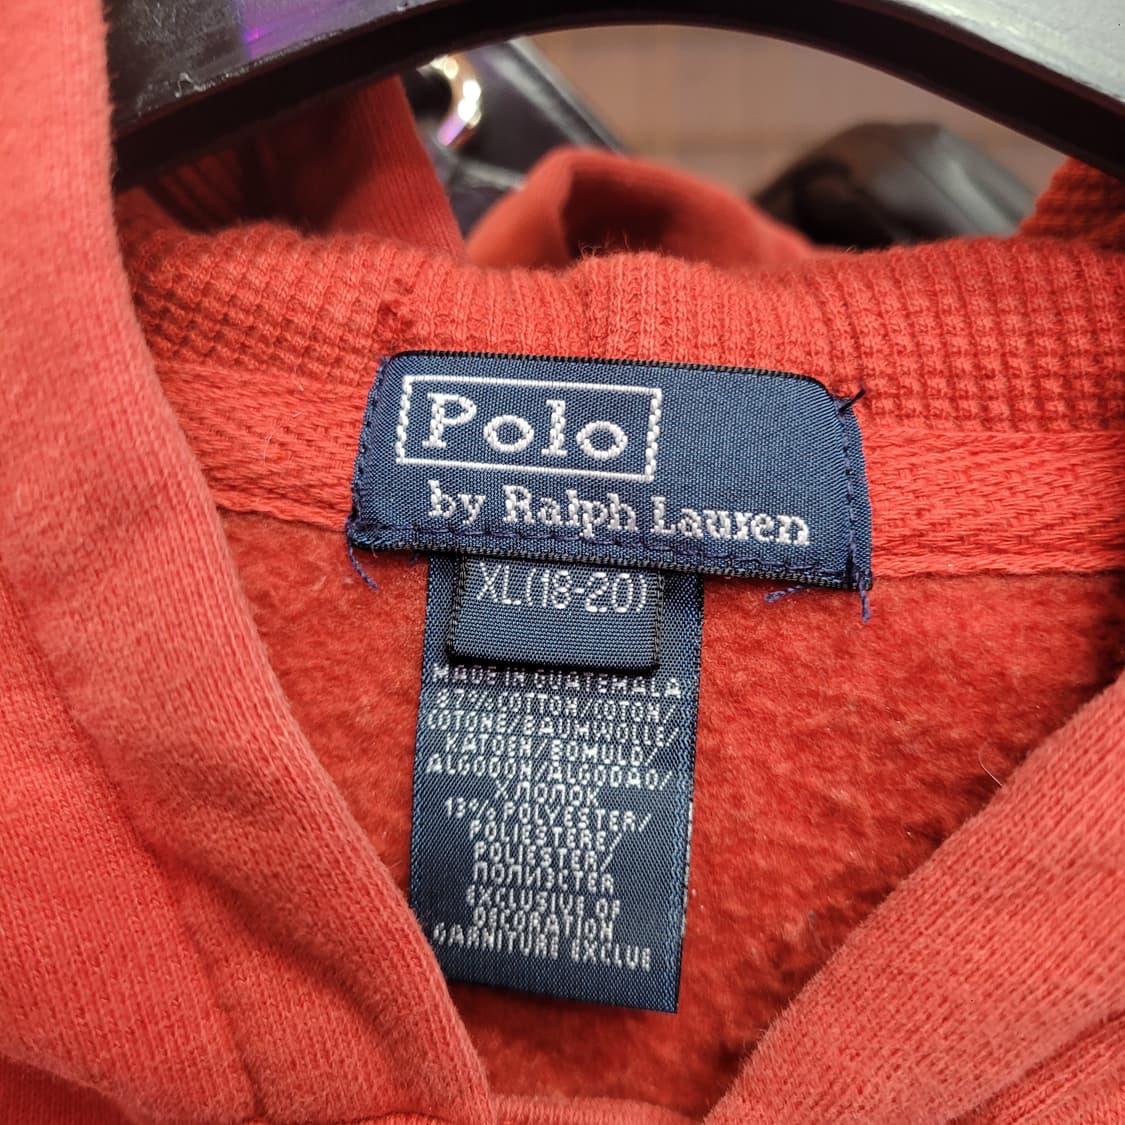 Polo
by Ralph Lauren
XL(18-20)
MADE IN GUATEMALA
87% COTTON/COTON/
COTONE/BAUMWOLLE/
KATOEN/BOMULD/
ALGODON/ALGODAO/
ХЛОПОК
13% POLYESTER/
POLIESTERE/
POLIESTER/
ПОЛИЭСТЕР
EXCLUSIVE OF
DECORATION
GARNITURE EXCLUE